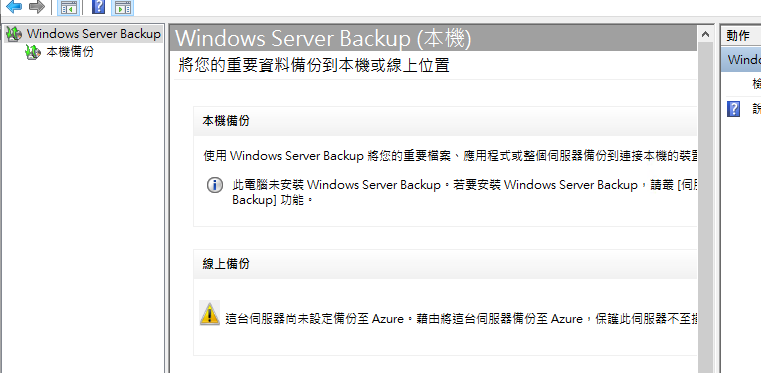 Windows Server Backup
本機備份
Windows Server Backup (本機)
將您的重要資料備份到本機或線上位置
本機備份
使用 Windows Server Backup 將您的重要檔案、應用程式或整個伺服器備份到連接本機的裝置
此電腦未安裝 Windows Server Backup。若要安裝 Windows Server Backup，請叢 [伺服
Backup] 功能。
線上備份
這台伺服器尚未設定備份至 Azure。藉由將這台伺服器備份至 Azure，保護此伺服器不至
動作
Windo
檢
說